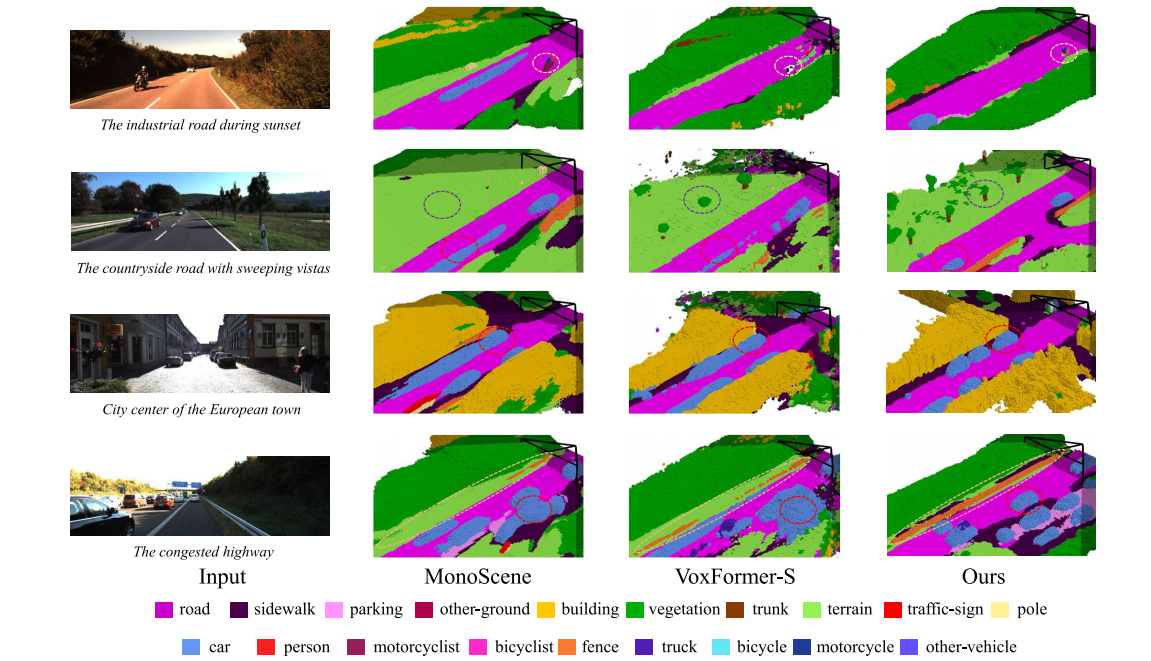 The industrial road during sunset
The countryside road with sweeping vistas
City center of the European town
The congested highway
Input MonoScene VoxFormer-S Ours
road sidewalk parking other-ground building vegetation trunk terrain traffic-sign pole
car person motorcyclist bicyclist fence truck bicycle motorcycle other-vehicle